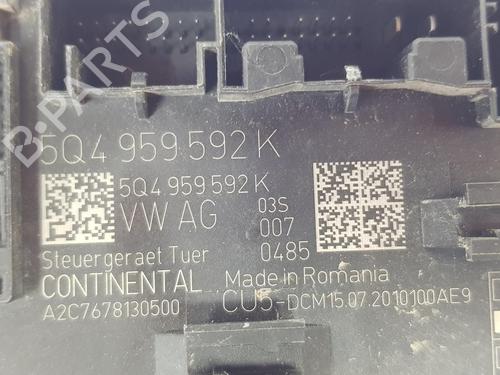 B-PARTS
5Q4 959 592 K
5Q4 959 592 K
VW AG
03S
007
0485
Steuergeraet Tuer
CONTINENTAL
Made in Romania
A2C7678130500
CU5-DCM15.07.2010100AE9